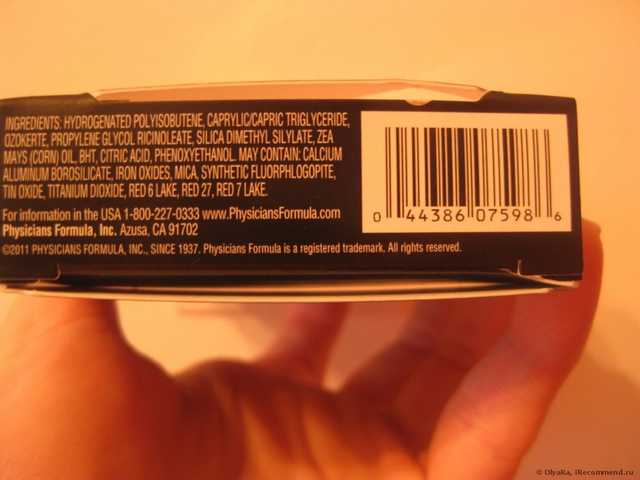 INGREDIENTS: HYDROGENATED POLYISOBUTENE, CAPRYLIC/CAPRIC TRIGLYCERIDE,
OZOKERTE, PROPYLENE GLYCOL RICINOLEATE, SILICA DIMETHYL SILYLATE, ZEA
MAYS (CORN) OIL, BHT, CITRIC ACID, PHENOXYETHANOL. MAY CONTAIN: CALCIUM
ALUMINUM BOROSILICATE, IRON OXIDES, MICA, SYNTHETIC FLUORPHLOGOPITE,
TIN OXIDE, TITANIUM DIOXIDE, RED 6 LAKE, RED 27, RED 7 LAKE.
For information in the USA 1-800-227-0333 www.PhysiciansFormula.com
Physicians Formula, Inc. Azusa, CA 91702
©2011 PHYSICIANS FORMULA, INC., SINCE 1937. Physicians Formula is a registered trademark. All rights reserved.
0 44386 07598 6
© OlyaRa, iRecommend.ru